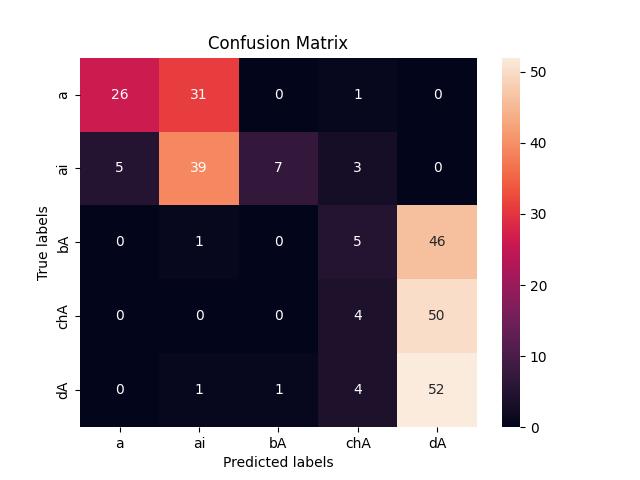 Confusion Matrix
True labels
a 26 31 0 1 0
ai 5 39 7 3 0
bA 0 1 0 5 46
chA 0 0 0 4 50
dA 0 1 1 4 52
a ai bA chA dA
Predicted labels
50
40
30
20
10
0